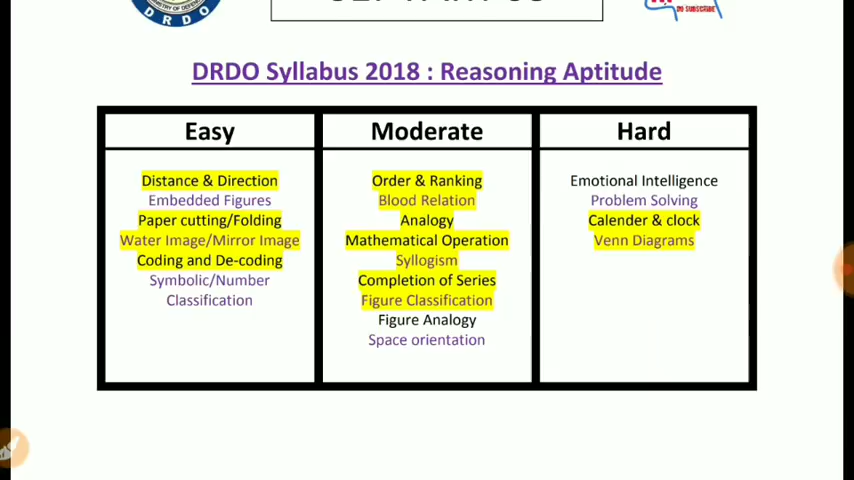 DRDO
DRDO Syllabus 2018 : Reasoning Aptitude
Easy
Distance & Direction
Embedded Figures
Paper cutting/Folding
Water Image/Mirror Image
Coding and De-coding
Symbolic/Number
Classification
Moderate
Order & Ranking
Blood Relation
Analogy
Mathematical Operation
Syllogism
Completion of Series
Figure Classification
Figure Analogy
Space orientation
Hard
Emotional Intelligence
Problem Solving
Calender & clock
Venn Diagrams